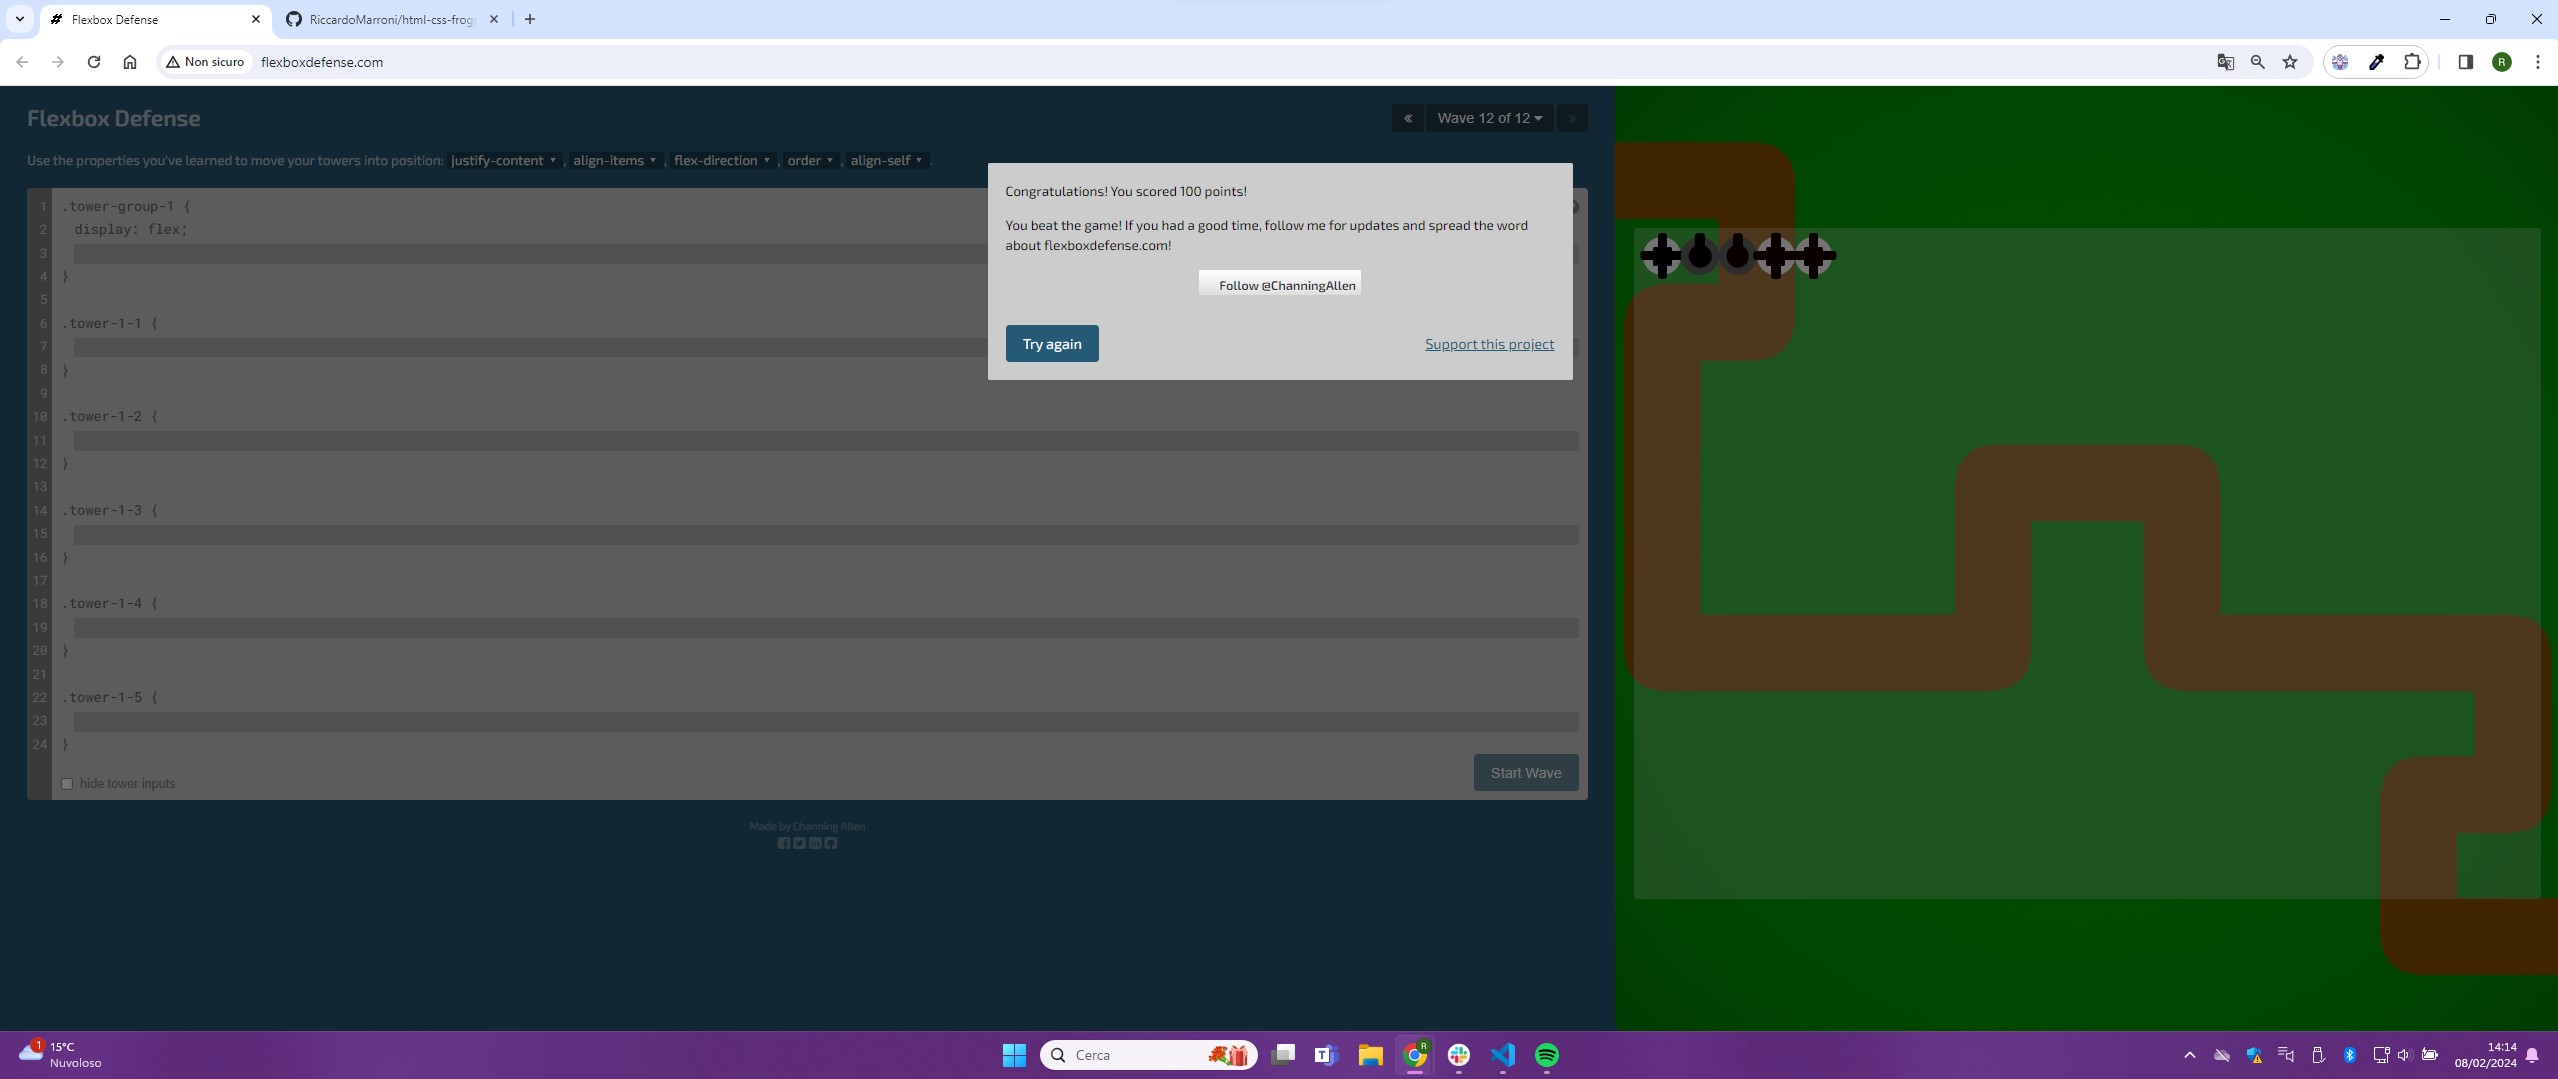 Flexbox Defense
RiccardoMarroni/html-css-frogg
Non sicuro
flexboxdefense.com
R
Flexbox Defense
« Wave 12 of 12 »
Use the properties you've learned to move your towers into position: justify-content , align-items , flex-direction , order , align-self .
1 .tower-group-1 {
2 display: flex;
3
4 }
5
6 .tower-1-1 {
7
8 }
9
10 .tower-1-2 {
11
12 }
13
14 .tower-1-3 {
15
16 }
17
18 .tower-1-4 {
19
20 }
21
22 .tower-1-5 {
23
24 }
hide tower inputs
Start Wave
Made by Channing Allen
Congratulations! You scored 100 points!
You beat the game! If you had a good time, follow me for updates and spread the word
about flexboxdefense.com!
Follow @ChanningAllen
Try again
Support this project
1
15°C
Nuvoloso
Cerca
R
14:14
08/02/2024